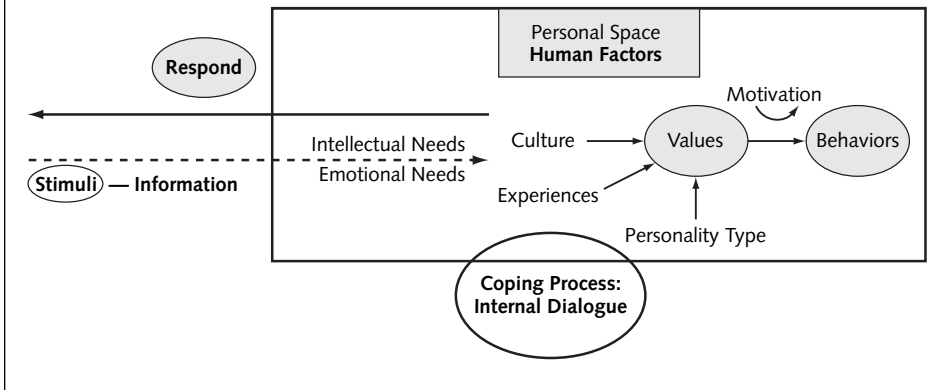 Personal Space
Human Factors
Respond
Motivation
Intellectual Needs
Culture
Values
Behaviors
Emotional Needs
Stimuli — Information
Experiences
Personality Type
Coping Process:
Internal Dialogue